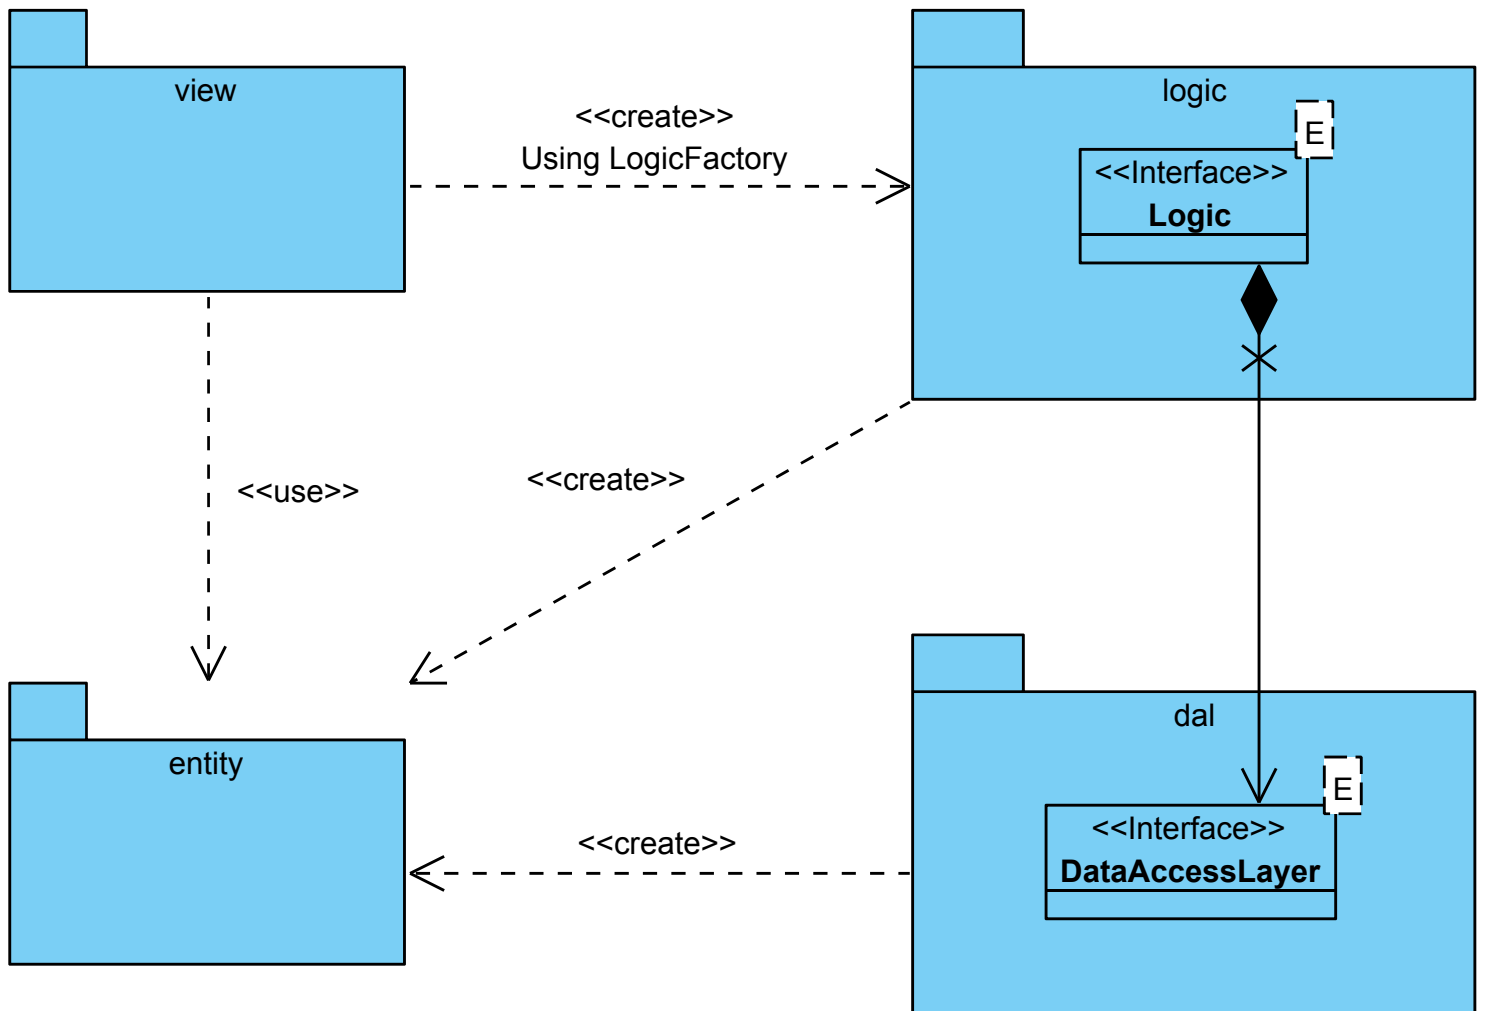 view
<<create>>
Using LogicFactory
logic
E
<<Interface>>
Logic
<<use>>
<<create>>
entity
<<create>>
dal
E
<<Interface>>
DataAccessLayer